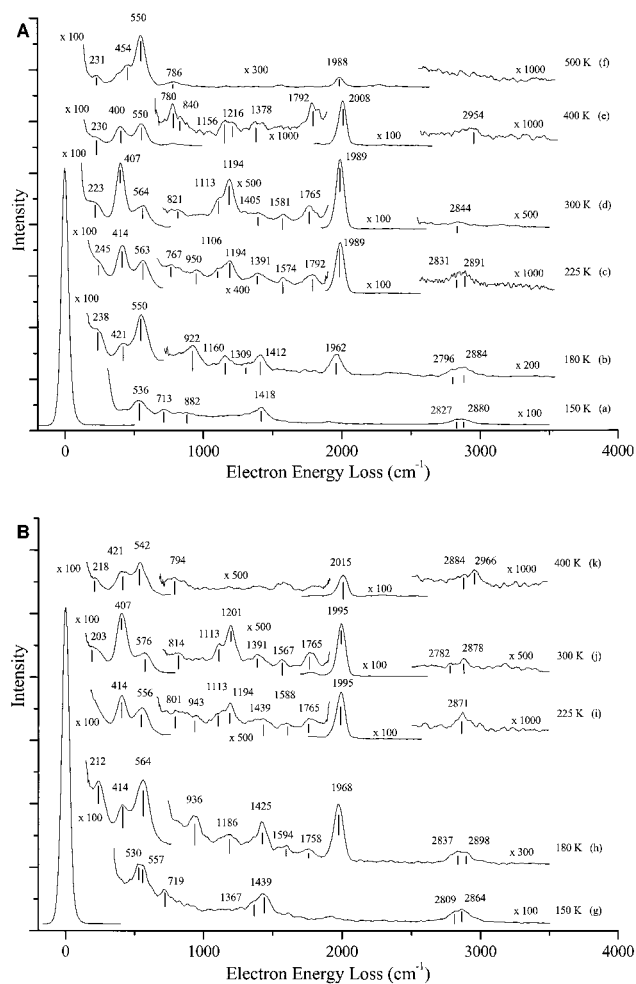 A
550
x 100
231
454
786
x 300
1988
x 1000
500 K (f)
780
840
1792
2008
x 100
400
550
1156
1216
1378
230
x 1000
x 100
2954
x 1000
400 K (e)
x 100
407
1194
1989
223
564
821
1113
x 500
1405
1581
1765
x 100
2844
x 500
300 K (d)
x 100
414
563
767
950
1106
1194
1391
1574
1792
1989
245
x 400
x 100
2831
2891
x 1000
225 K (c)
x 100
550
238
421
922
1160
1309
1412
1962
2796
2884
x 200
180 K (b)
536
713
882
1418
2827
2880
x 100
150 K (a)
Intensity
0
1000
2000
3000
4000
Electron Energy Loss (cm-1)
B
x 100
218
421
542
794
x 500
2015
x 100
2884
2966
x 1000
400 K (k)
x 100
407
1201
1995
203
576
814
1113
x 500
1391
1567
1765
x 100
2782
2878
x 500
300 K (j)
414
556
801
943
1113
1194
1439
1588
1765
1995
x 100
x 500
x 100
2871
x 1000
225 K (i)
212
414
564
x 100
936
1186
1425
1594
1758
1968
2837
2898
x 300
180 K (h)
530
557
719
1367
1439
2809
2864
x 100
150 K (g)
Intensity
0
1000
2000
3000
4000
Electron Energy Loss (cm-1)